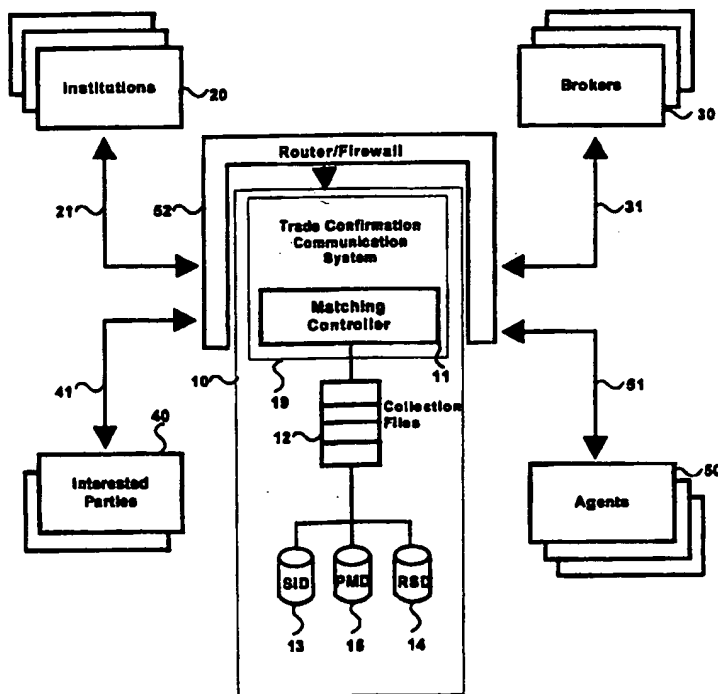 Institutions
20
Brokers
30
Router/Firewall
21
52
31
Trade Confirmation
Communication
System
Matching
Controller
10
19
11
41
51
12
Collection
Files
40
Interested
Parties
50
Agents
SID
PMD
RSD
13
15
14